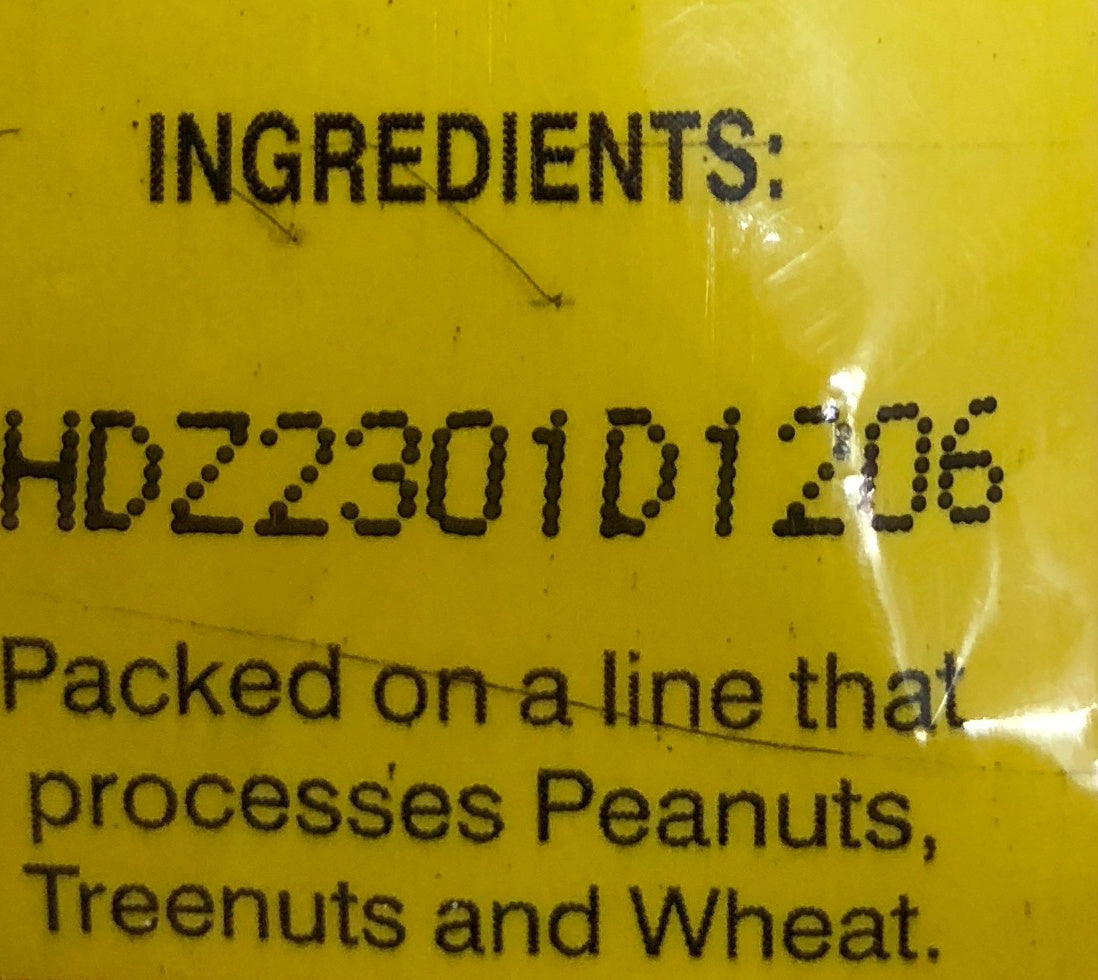 INGREDIENTS:
HDZ2301D1206
Packed on a line that
processes Peanuts,
Treenuts and Wheat.